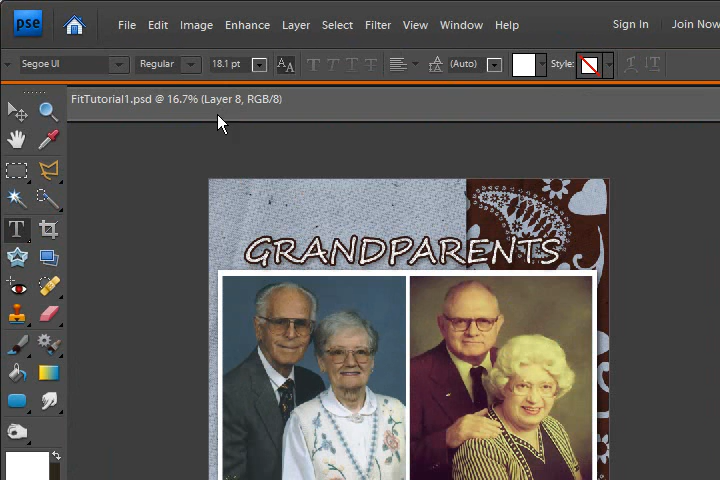 pse File Edit Image Enhance Layer Select Filter View Window Help Sign In Join Now
Segoe UI Regular 18.1 pt AA T T T T (Auto) Style: T T
FitTutorial1.psd @ 16.7% (Layer 8, RGB/8)
T
GRANDPARENTS